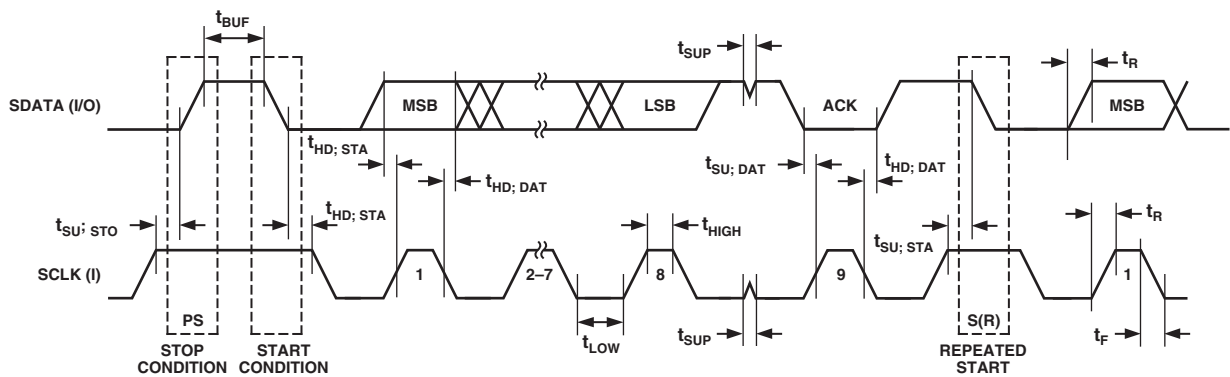 tBUF
tSUP
tR
SDATA (I/O)
MSB
LSB
ACK
MSB
tHD; STA
tHD; DAT
tSU; DAT
tHD; DAT
tSU; STO
tHD; STA
tHIGH
tSU; STA
tR
SCLK (I)
1
2–7
8
9
1
PS
tLOW
tSUP
S(R)
tF
STOP
CONDITION
START
CONDITION
REPEATED
START